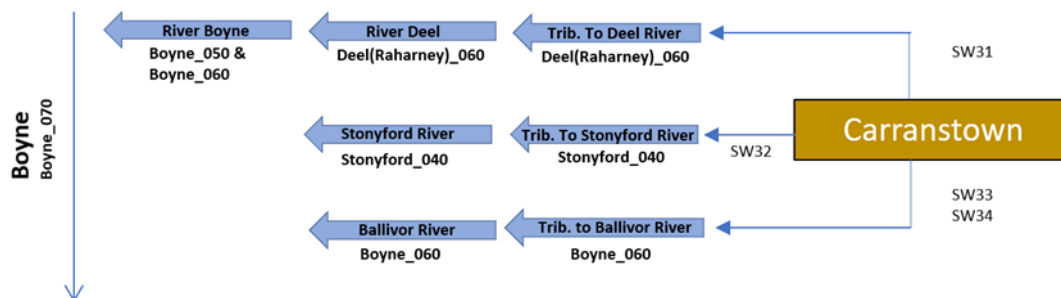 River Boyne
River Deel
Trib. To Deel River
Boyne_050 &
Boyne_060
Deel(Raharney)_060
Deel(Raharney)_060
SW31
Boyne
Boyne_070
Stonyford River
Trib. To Stonyford River
Carranstown
Stonyford_040
Stonyford_040
SW32
SW33
SW34
Ballivor River
Trib. to Ballivor River
Boyne_060
Boyne_060